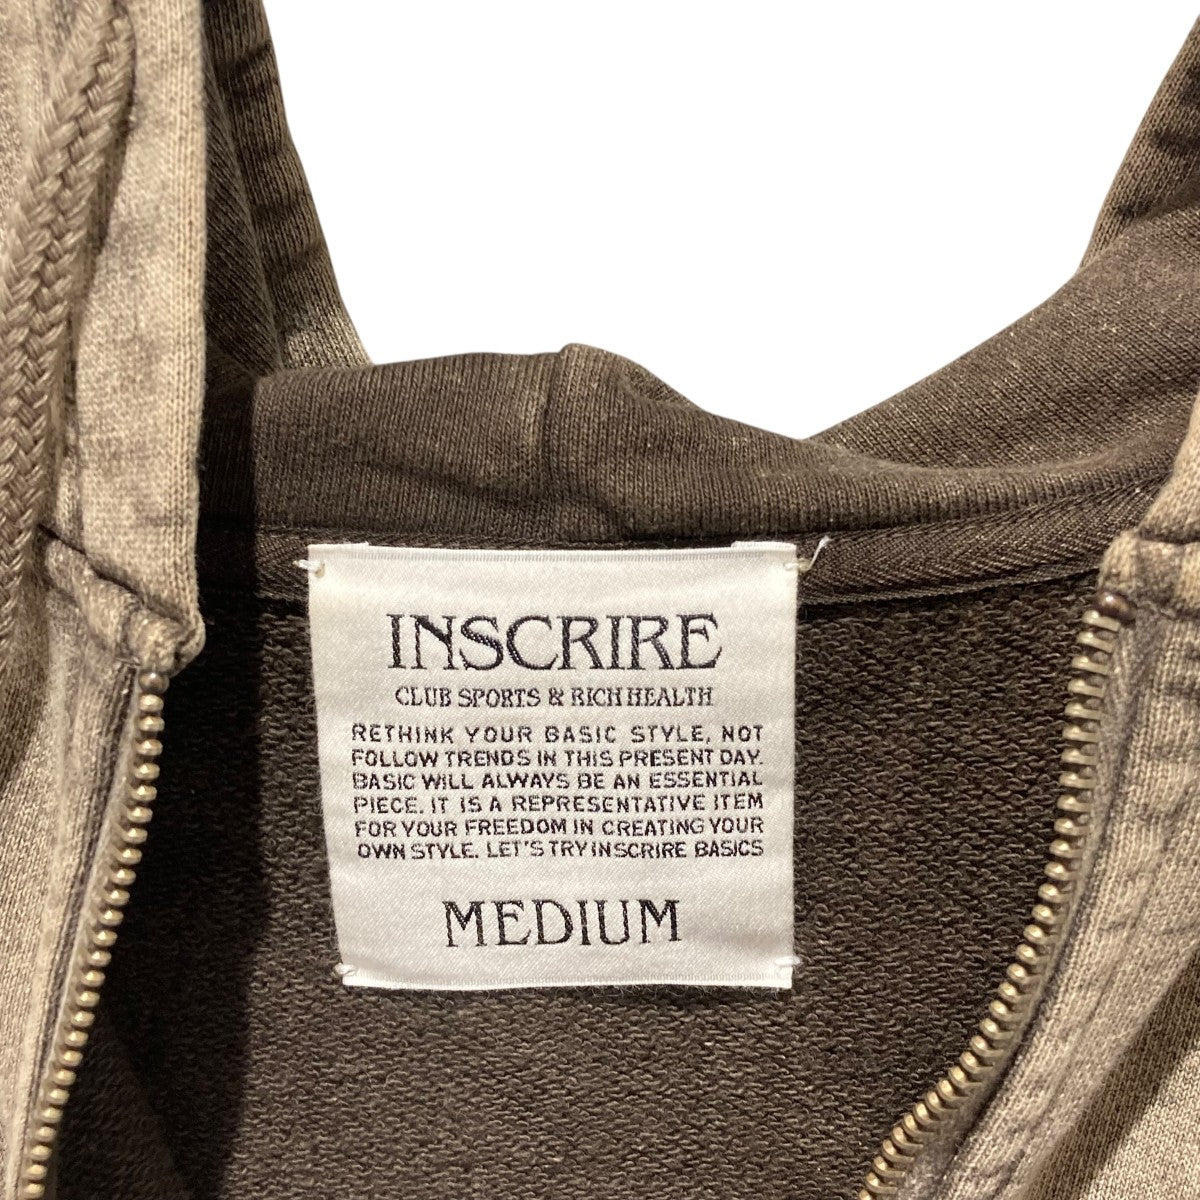 INSCRIRE
CLUB SPORTS & RICH HEALTH
RETHINK YOUR BASIC STYLE, NOT
FOLLOW TRENDS IN THIS PRESENT DAY.
BASIC WILL ALWAYS BE AN ESSENTIAL
PIECE. IT IS A REPRESENTATIVE ITEM
FOR YOUR FREEDOM IN CREATING YOUR
OWN STYLE. LET'S TRY INSCRIRE BASICS
MEDIUM